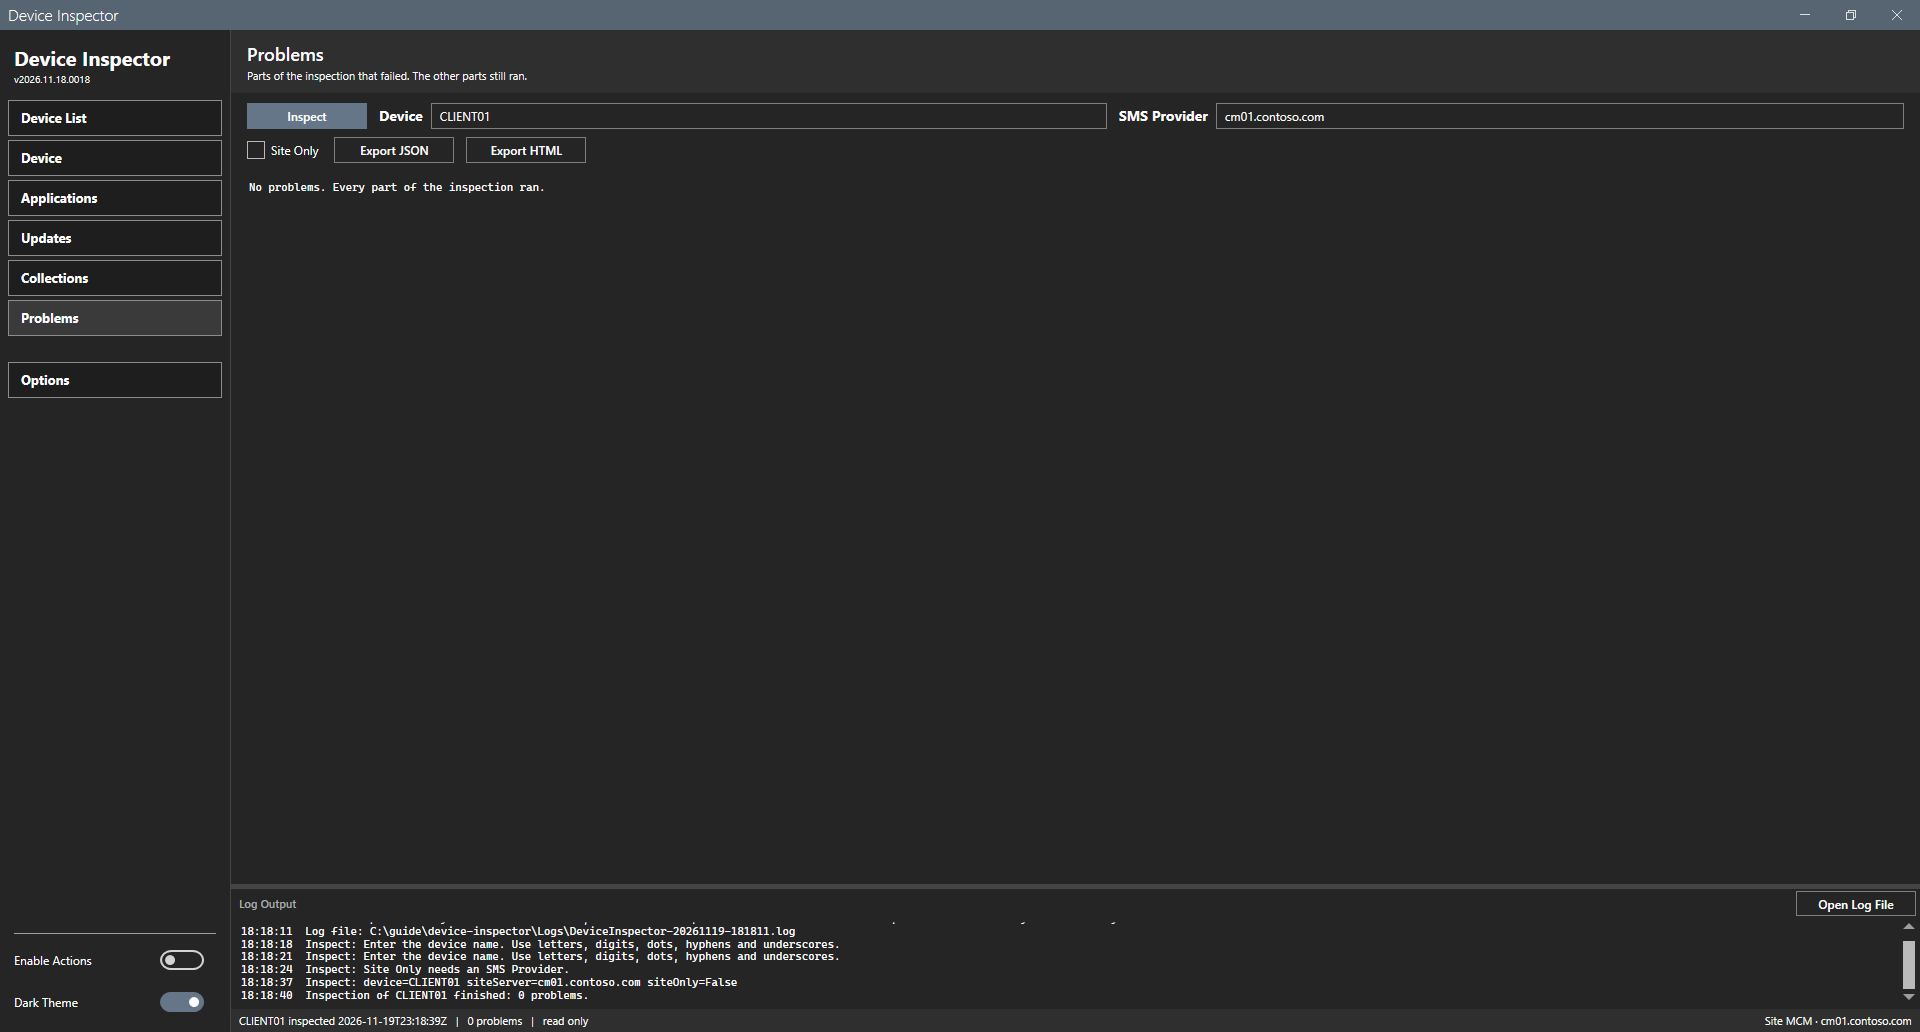 Device Inspector
Device Inspector
v2026.11.18.0018
Device List
Device
Applications
Updates
Collections
Problems
Options
Enable Actions
Dark Theme
Problems
Parts of the inspection that failed. The other parts still ran.
Inspect Device CLIENT01 SMS Provider cm01.contoso.com
Site Only Export JSON Export HTML
No problems. Every part of the inspection ran.
Log Output Open Log File
18:18:11 Log file: C:\guide\device-inspector\Logs\DeviceInspector-20261119-181811.log
18:18:18 Inspect: Enter the device name. Use letters, digits, dots, hyphens and underscores.
18:18:21 Inspect: Enter the device name. Use letters, digits, dots, hyphens and underscores.
18:18:24 Inspect: Site Only needs an SMS Provider.
18:18:37 Inspect: device=CLIENT01 siteServer=cm01.contoso.com siteOnly=False
18:18:40 Inspection of CLIENT01 finished: 0 problems.
CLIENT01 inspected 2026-11-19T23:18:39Z | 0 problems | read only Site MCM · cm01.contoso.com